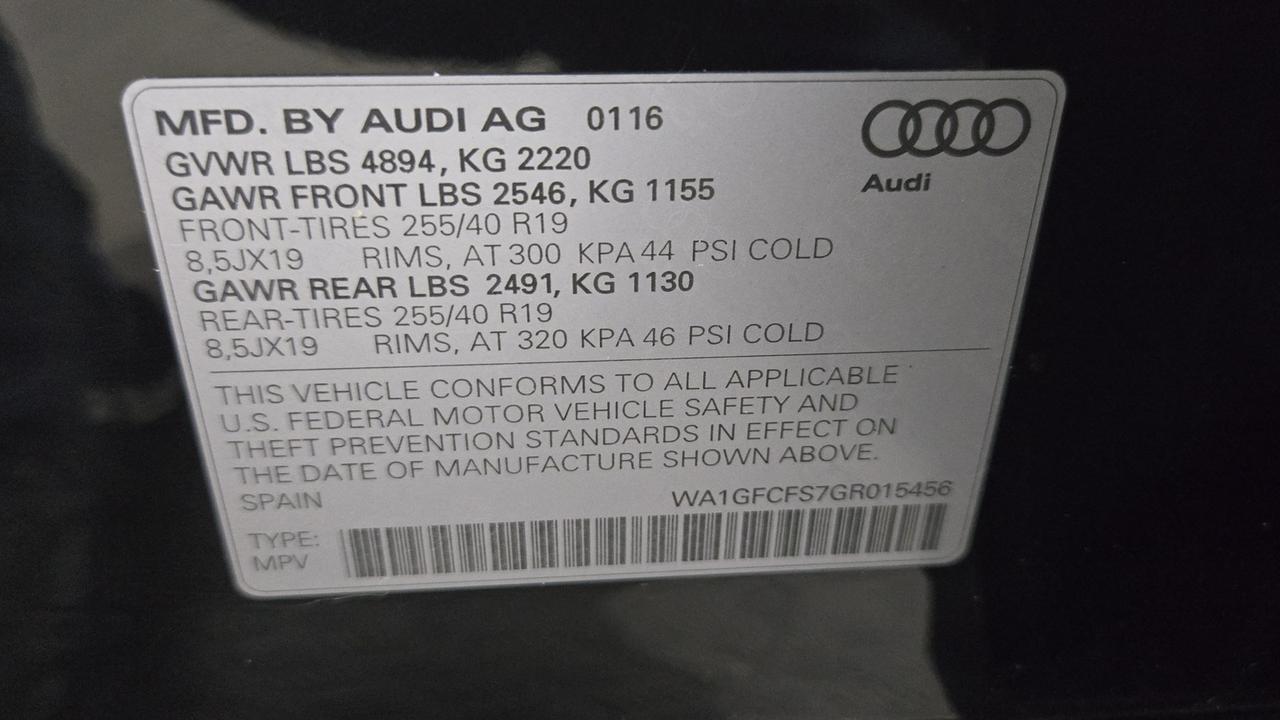 MFD. BY AUDI AG 0116
GVWR LBS 4894, KG 2220
GAWR FRONT LBS 2546, KG 1155
FRONT-TIRES 255/40 R19
8,5JX19 RIMS, AT 300 KPA 44 PSI COLD
GAWR REAR LBS 2491, KG 1130
REAR-TIRES 255/40 R19
8,5JX19 RIMS, AT 320 KPA 46 PSI COLD
Audi
THIS VEHICLE CONFORMS TO ALL APPLICABLE
U.S. FEDERAL MOTOR VEHICLE SAFETY AND
THEFT PREVENTION STANDARDS IN EFFECT ON
THE DATE OF MANUFACTURE SHOWN ABOVE.
SPAIN WA1GFCFS7GR015456
TYPE:
MPV